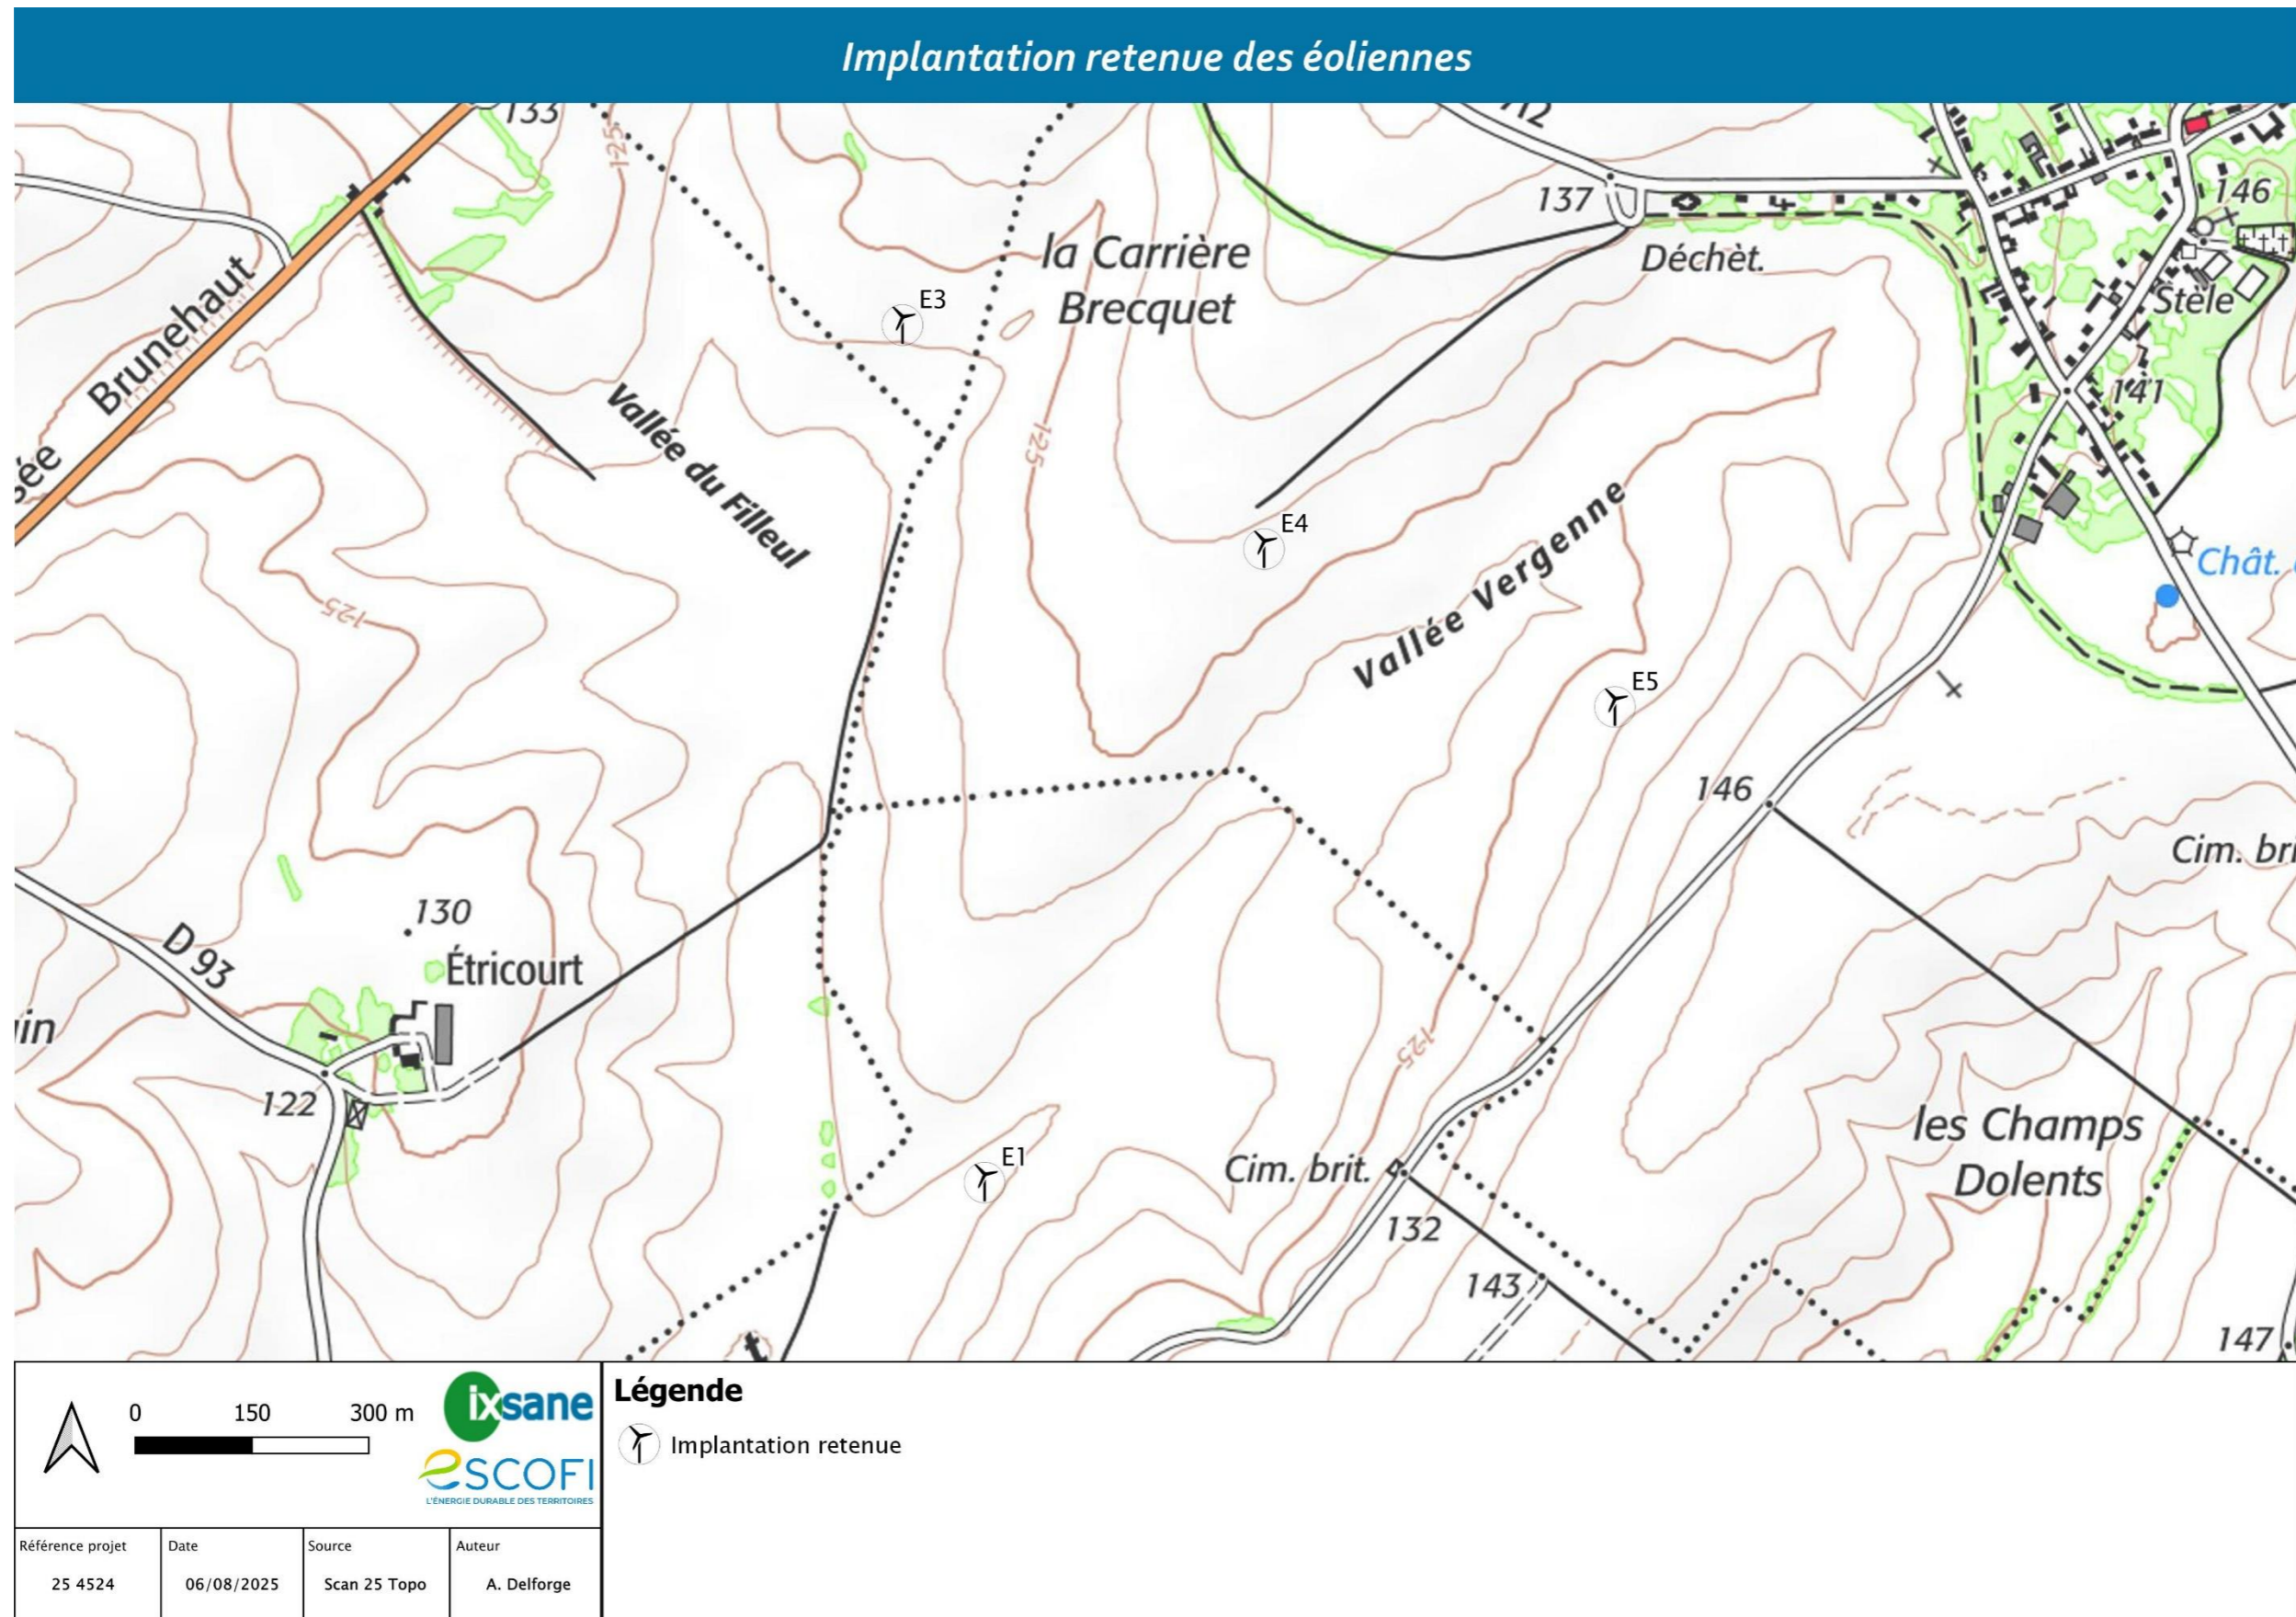 Implantation retenue des éoliennes
133
125
112
137
146
la Carrière
Brecquet
Déchèt.
Stèle
Brunehaut
sée
E3
Vallée du Filleul
125
141
E4
Vallée Vergenne
Chât.
125
E5
146
Cim. bri
130
Étricourt
D 93
in
122
125
E1
Cim. brit.
132
les Champs
Dolents
143
147
t
0 150 300 m
ixsane
eSCOFI
L'ÉNERGIE DURABLE DES TERRITOIRES
Légende
Implantation retenue
Référence projet
25 4524
Date
06/08/2025
Source
Scan 25 Topo
Auteur
A. Delforge